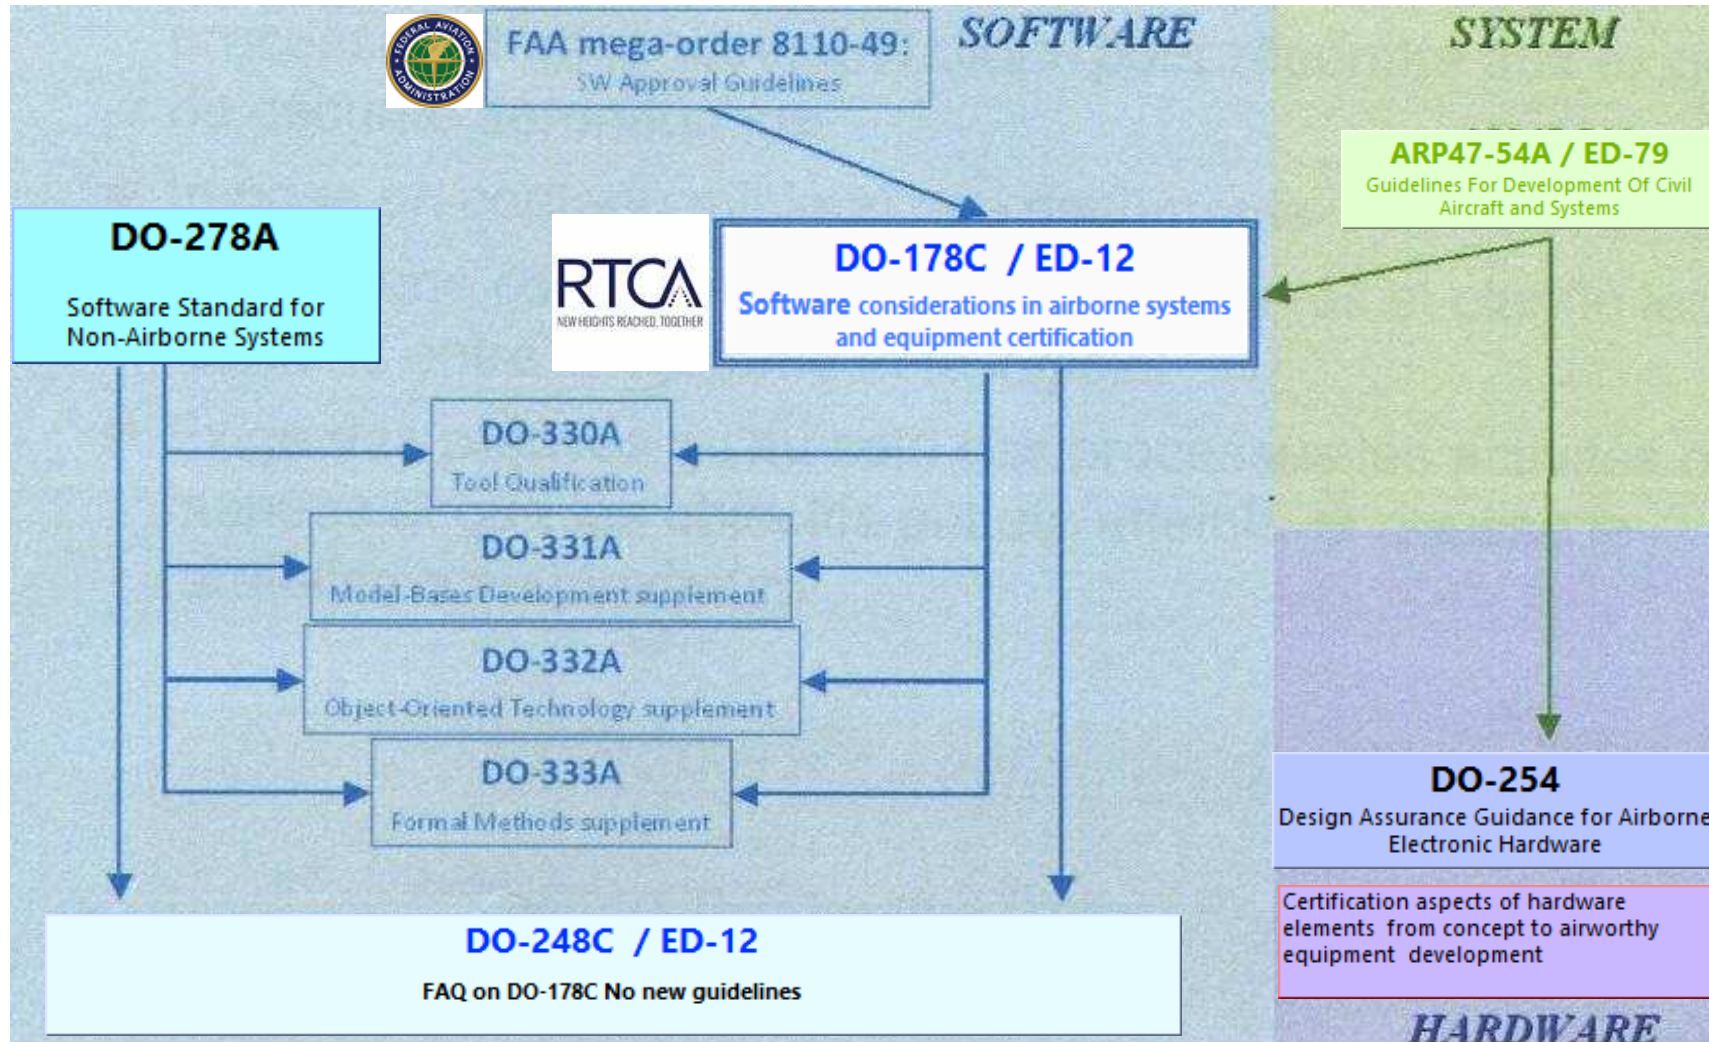 FEDERAL AVIATION
ADMINISTRATION
FAA mega-order 8110-49:
SW Approval Guidelines
SOFTWARE
SYSTEM
ARP47-54A / ED-79
Guidelines For Development Of Civil
Aircraft and Systems
DO-278A
Software Standard for
Non-Airborne Systems
RTCA
NEW HEIGHTS REACHED, TOGETHER
DO-178C / ED-12
Software considerations in airborne systems
and equipment certification
DO-330A
Tool Qualification
DO-331A
Model-Bases Development supplement
DO-332A
Object-Oriented Technology supplement
DO-333A
Formal Methods supplement
DO-254
Design Assurance Guidance for Airborne
Electronic Hardware
Certification aspects of hardware
elements from concept to airworthy
equipment development
DO-248C / ED-12
FAQ on DO-178C No new guidelines
HARDWARE